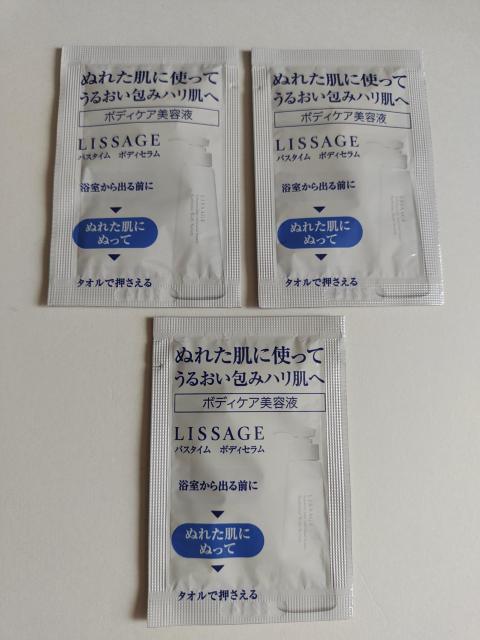 ぬれた肌に使って
うるおい包みハリ肌へ
ボディケア美容液
LISSAGE
バスタイム ボディセラム
浴室から出る前に
ぬれた肌に
ぬって
タオルで押さえる
LISSAGE
ぬれた肌に使って
うるおい包みハリ肌へ
ボディケア美容液
LISSAGE
バスタイム ボディセラム
浴室から出る前に
ぬれた肌に
ぬって
タオルで押さえる
LISSAGE
ぬれた肌に使って
うるおい包みハリ肌へ
ボディケア美容液
LISSAGE
バスタイム ボディセラム
浴室から出る前に
ぬれた肌に
ぬって
タオルで押さえる
LISSAGE